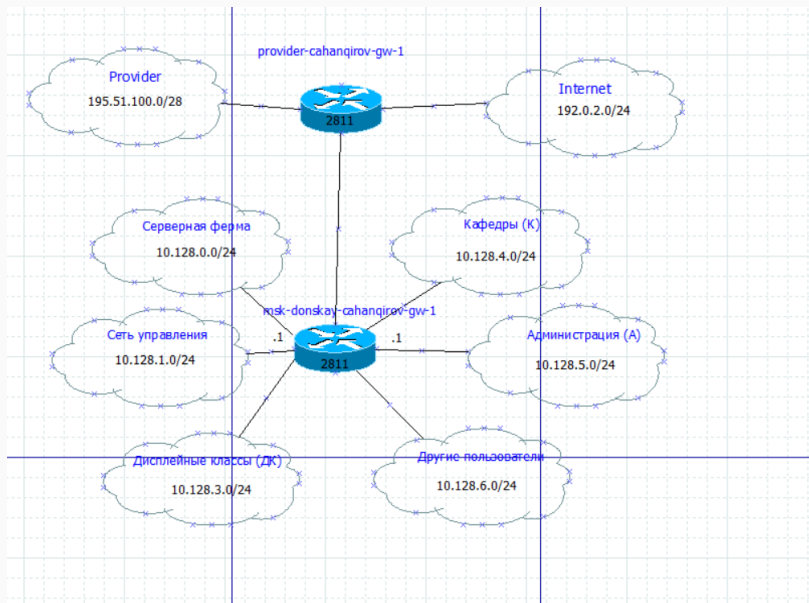 provider-cahanqirov-gw-1
Provider
195.51.100.0/28
2811
Internet
192.0.2.0/24
Серверная ферма
10.128.0.0/24
Кафедры (К)
10.128.4.0/24
msk-donskay-cahanqirov-gw-1
Сеть управления
10.128.1.0/24
.1
2811
.1
Администрация (А)
10.128.5.0/24
Дисплейные классы (ДК)
10.128.3.0/24
Другие пользователи
10.128.6.0/24